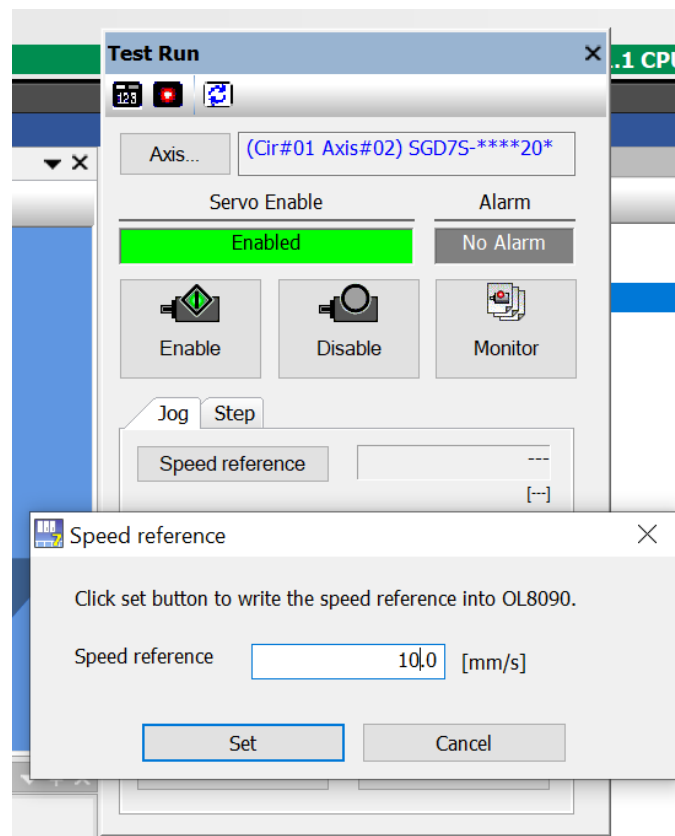 Test Run
.1 CPU
123
Axis...
(Cir#01 Axis#02) SGD7S-****20*
Servo Enable
Alarm
Enabled
No Alarm
Enable
Disable
Monitor
Jog
Step
Speed reference
---
[---]
Speed reference
Click set button to write the speed reference into OL8090.
Speed reference
10.0
[mm/s]
Set
Cancel